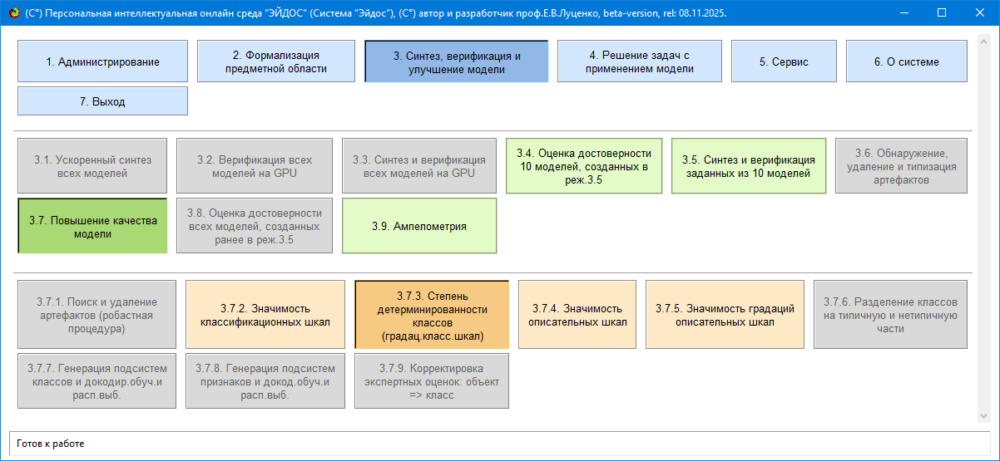 (C°) Персональная интеллектуальная онлайн среда "ЭЙДОС" (Система "Эйдос"), (C°) автор и разработчик проф.Е.В.Луценко, beta-version, rel: 08.11.2025.
1. Администрирование
2. Формализация
предметной области
3. Синтез, верификация и
улучшение модели
4. Решение задач с
применением модели
5. Сервис
6. О системе
7. Выход
3.1. Ускоренный синтез
всех моделей
3.2. Верификация всех
моделей на GPU
3.3. Синтез и верификация
всех моделей на GPU
3.4. Оценка достоверности
10 моделей, созданных в
реж.3.5
3.5. Синтез и верификация
заданных из 10 моделей
3.6. Обнаружение,
удаление и типизация
артефактов
3.7. Повышение качества
модели
3.8. Оценка достоверности
всех моделей, созданных
ранее в реж.3.5
3.9. Ампелометрия
3.7.1. Поиск и удаление
артефактов (робастная
процедура)
3.7.2. Значимость
классификационных шкал
3.7.3. Степень
детерминированности
классов
(градац.класс.шкал)
3.7.4. Значимость
описательных шкал
3.7.5. Значимость градаций
описательных шкал
3.7.6. Разделение классов
на типичную и нетипичную
части
3.7.7. Генерация подсистем
классов и докодир.обуч.и
расп.выб.
3.7.8. Генерация подсистем
признаков и докод.обуч.и
расп.выб.
3.7.9. Корректировка
экспертных оценок: объект
=> класс
Готов к работе